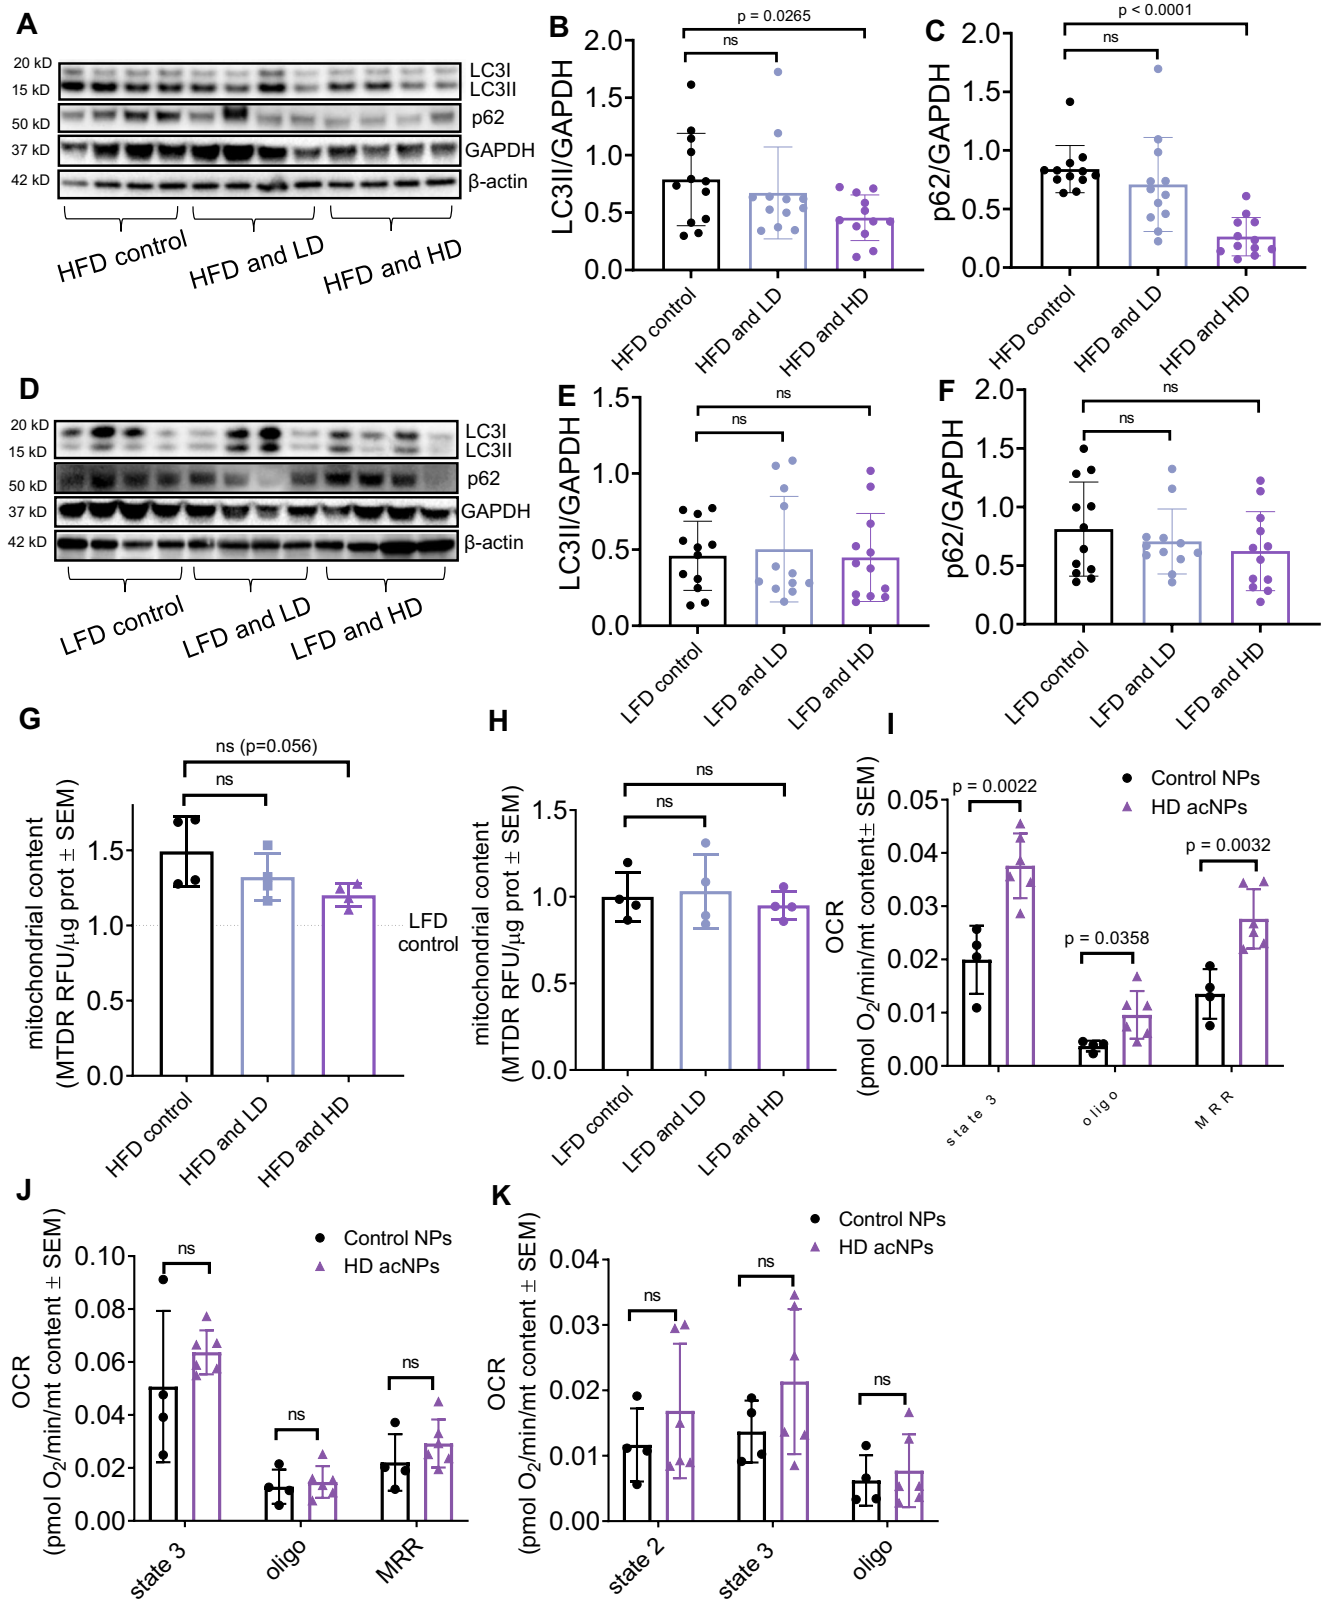 A
20 kD
15 kD
50 kD
37 kD
42 kD
LC3I
LC3II
p62
GAPDH
β-actin
HFD control
HFD and LD
HFD and HD
B
LC3II/GAPDH
2.0
1.5
1.0
0.5
0.0
p = 0.0265
ns
HFD control
HFD and LD
HFD and HD
C
p62/GAPDH
2.0
1.5
1.0
0.5
0.0
p < 0.0001
ns
HFD control
HFD and LD
HFD and HD
D
20 kD
15 kD
50 kD
37 kD
42 kD
LC3I
LC3II
p62
GAPDH
β-actin
LFD control
LFD and LD
LFD and HD
E
LC3II/GAPDH
1.5
1.0
0.5
0.0
ns
ns
LFD control
LFD and LD
LFD and HD
F
p62/GAPDH
2.0
1.5
1.0
0.5
0.0
ns
ns
LFD control
LFD and LD
LFD and HD
G
mitochondrial content
(MTDR RFU/µg prot ± SEM)
1.5
1.0
0.5
0.0
ns (p=0.056)
ns
LFD
control
HFD control
HFD and LD
HFD and HD
H
mitochondrial content
(MTDR RFU/µg prot ± SEM)
1.5
1.0
0.5
0.0
ns
ns
LFD control
LFD and LD
LFD and HD
I
OCR
(pmol O₂/min/mt content± SEM)
0.05
0.04
0.03
0.02
0.01
0.00
Control NPs
HD acNPs
p = 0.0022
p = 0.0358
p = 0.0032
state 3
oligo
MRR
J
OCR
(pmol O₂/min/mt content ± SEM)
0.10
0.08
0.06
0.04
0.02
0.00
Control NPs
HD acNPs
ns
ns
ns
state 3
oligo
MRR
K
OCR
(pmol O₂/min/mt content ± SEM)
0.04
0.03
0.02
0.01
0.00
Control NPs
HD acNPs
ns
ns
ns
state 2
state 3
oligo